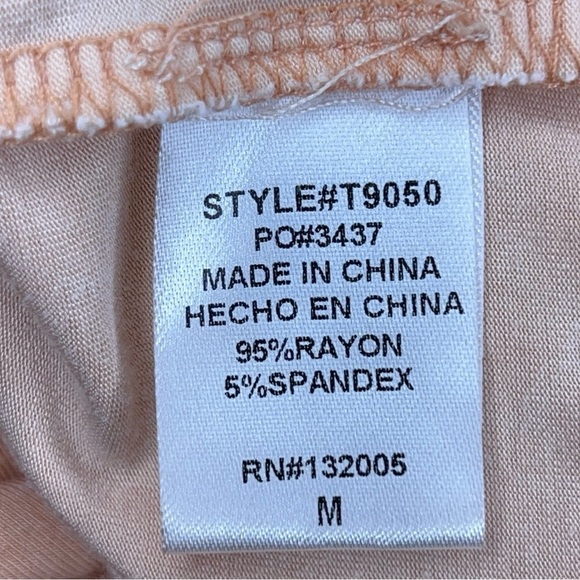 STYLE#T9050
PO#3437
MADE IN CHINA
HECHO EN CHINA
95%RAYON
5%SPANDEX
RN#132005
M